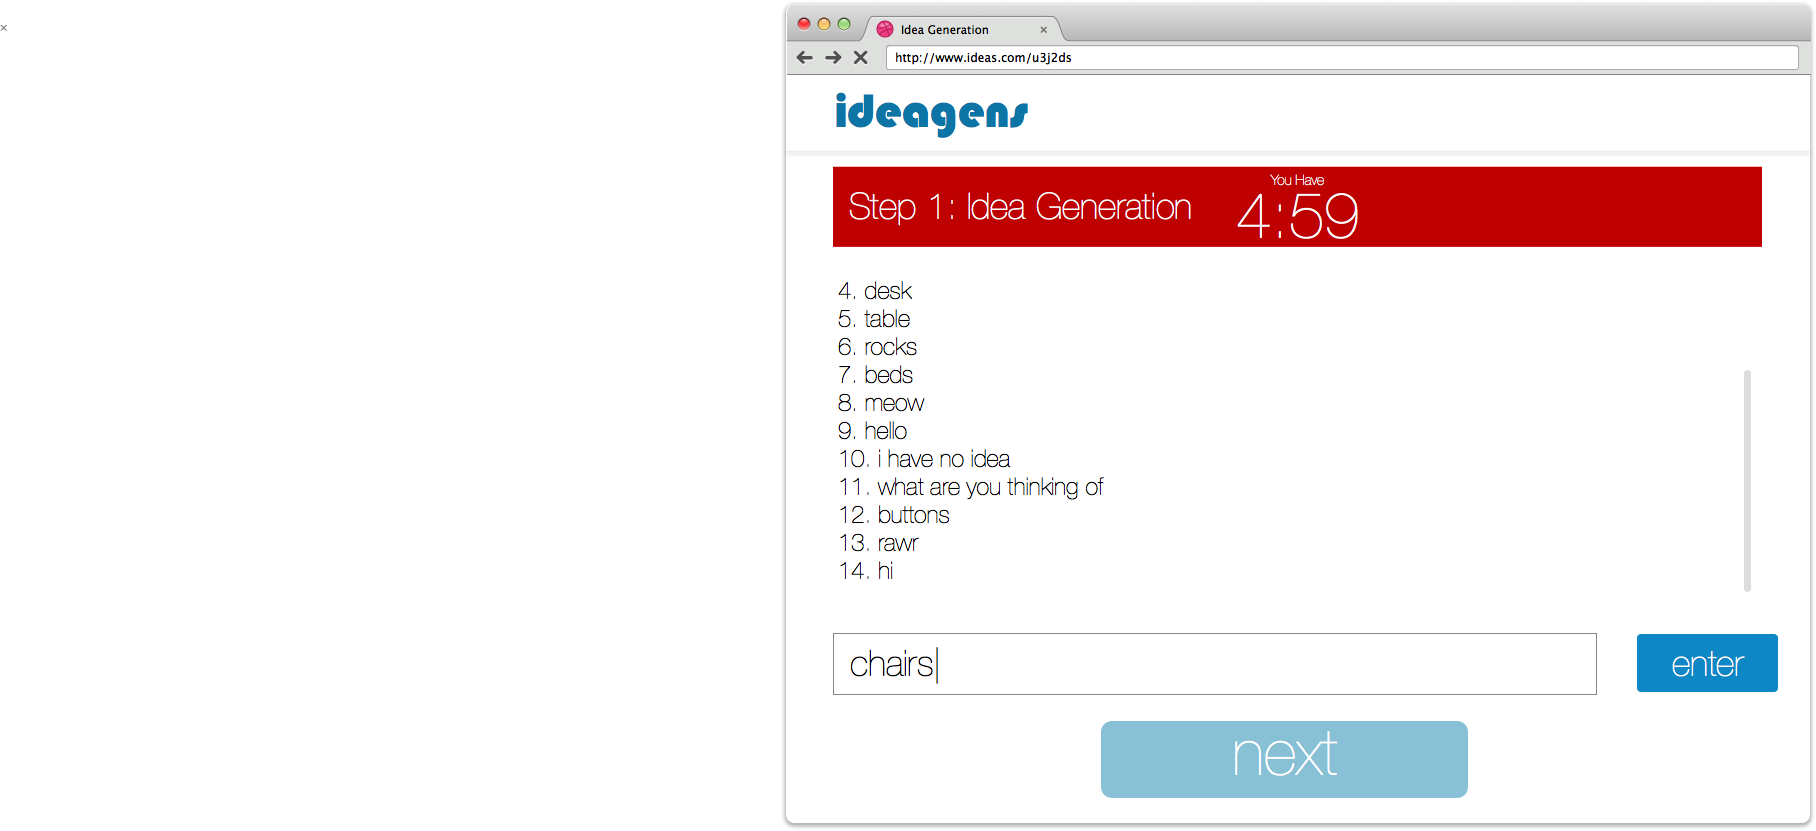 ×
Idea Generation ×
http://www.ideas.com/u3j2ds
ideagens
You Have
Step 1: Idea Generation 4:59
4. desk
5. table
6. rocks
7. beds
8. meow
9. hello
10. i have no idea
11. what are you thinking of
12. buttons
13. rawr
14. hi
chairs
enter
next